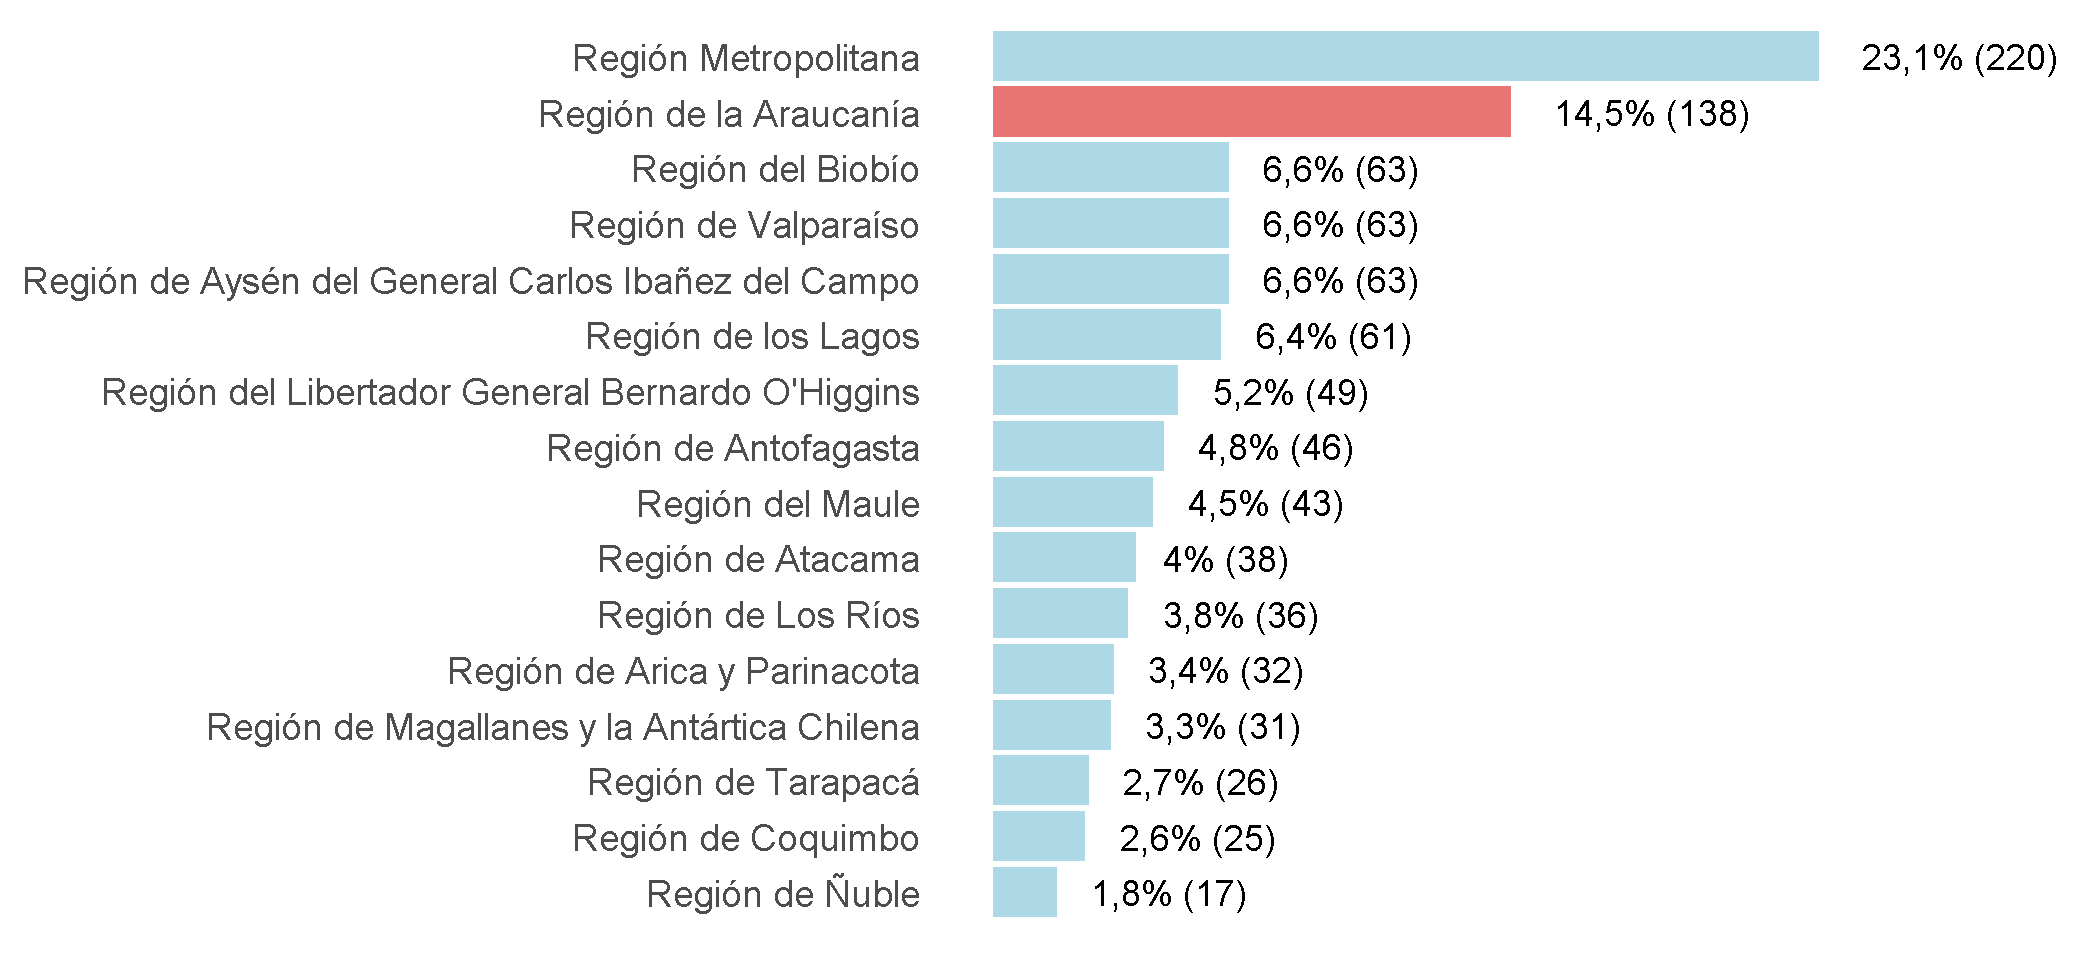 Región Metropolitana 23,1% (220)
Región de la Araucanía 14,5% (138)
Región del Biobío 6,6% (63)
Región de Valparaíso 6,6% (63)
Región de Aysén del General Carlos Ibañez del Campo 6,6% (63)
Región de los Lagos 6,4% (61)
Región del Libertador General Bernardo O'Higgins 5,2% (49)
Región de Antofagasta 4,8% (46)
Región del Maule 4,5% (43)
Región de Atacama 4% (38)
Región de Los Ríos 3,8% (36)
Región de Arica y Parinacota 3,4% (32)
Región de Magallanes y la Antártica Chilena 3,3% (31)
Región de Tarapacá 2,7% (26)
Región de Coquimbo 2,6% (25)
Región de Ñuble 1,8% (17)